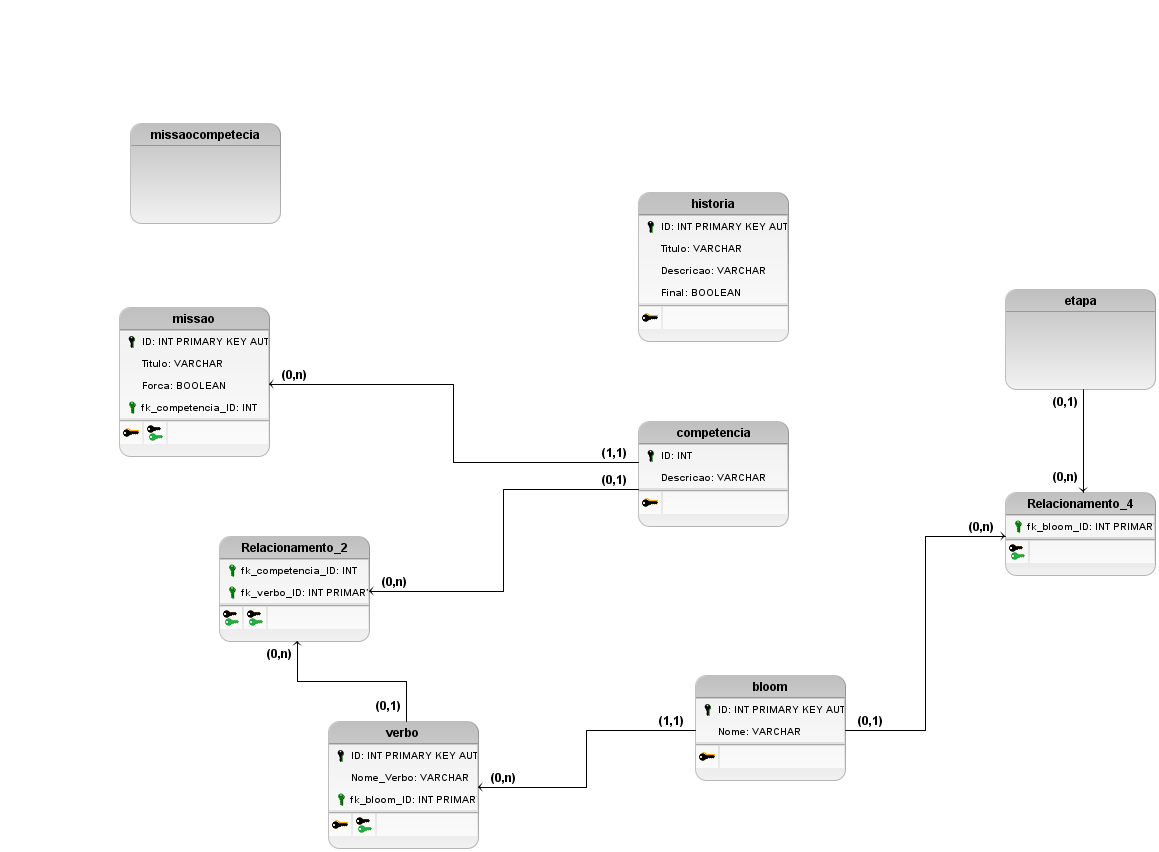 missaocompetecia
historia
ID: INT PRIMARY KEY AUT
Titulo: VARCHAR
Descricao: VARCHAR
Final: BOOLEAN
etapa
missao
ID: INT PRIMARY KEY AUT
Titulo: VARCHAR
Forca: BOOLEAN
fk_competencia_ID: INT
(0,n)
(0,1)
competencia
ID: INT
Descricao: VARCHAR
(1,1)
(0,1)
(0,n)
Relacionamento_4
fk_bloom_ID: INT PRIMAR
(0,n)
Relacionamento_2
fk_competencia_ID: INT
fk_verbo_ID: INT PRIMAR
(0,n)
(0,n)
bloom
ID: INT PRIMARY KEY AUT
Nome: VARCHAR
(0,1)
(1,1)
(0,1)
verbo
ID: INT PRIMARY KEY AUT
Nome_Verbo: VARCHAR
fk_bloom_ID: INT PRIMAR
(0,n)